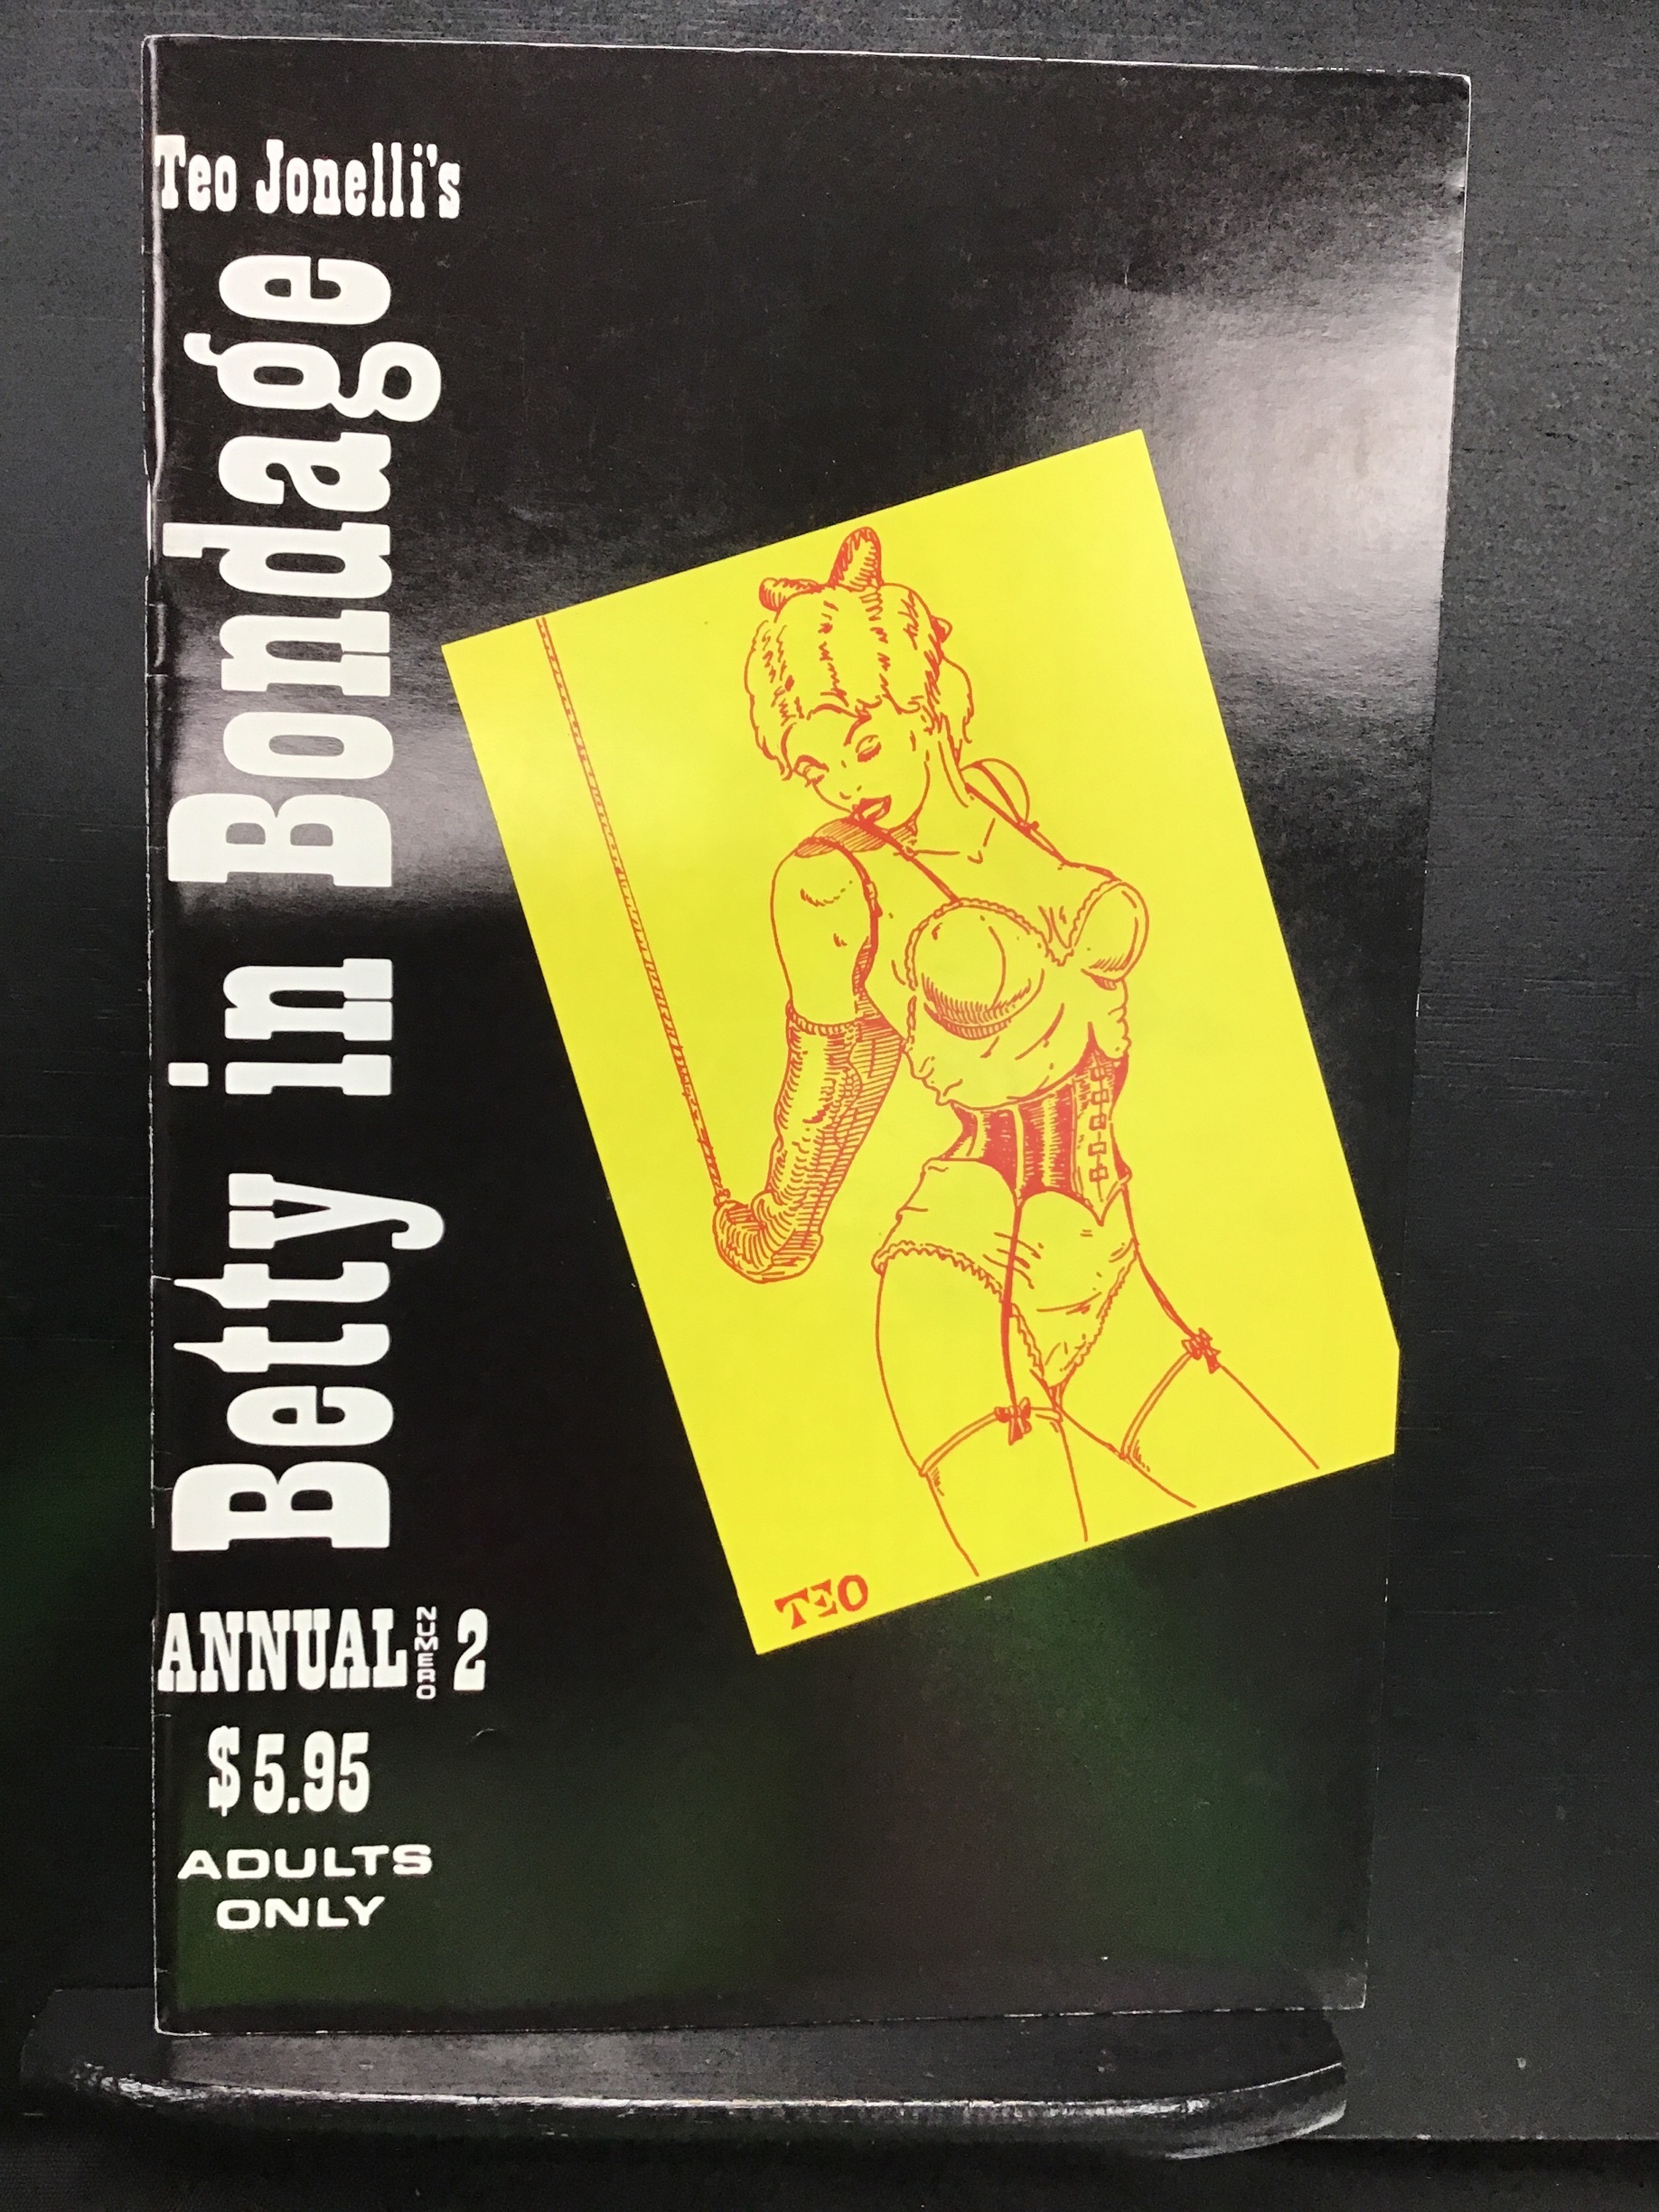 Teo Jonelli's
Betty in Bondage
ANNUAL NUMERO 2
$5.95
ADULTS
ONLY
TEO